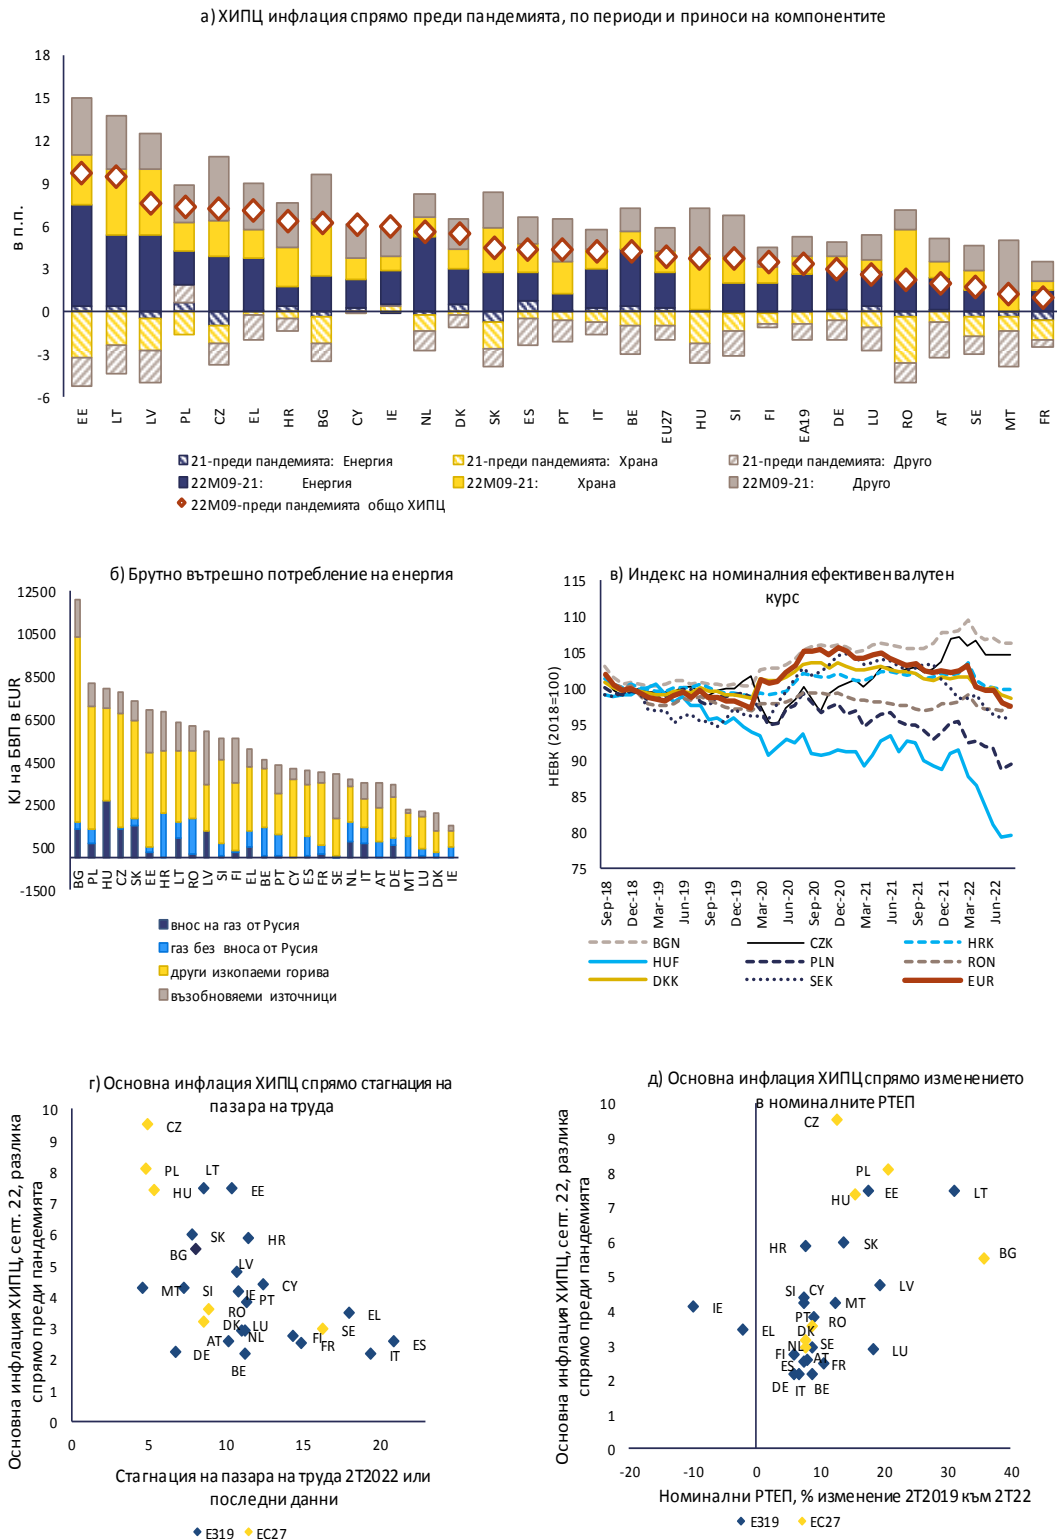 а) ХИПЦ инфлация спрямо преди пандемията, по периоди и приноси на компонентите
в п.п.
18
15
12
9
6
3
0
-3
-6
EE LT LV PL CZ EL HR BG CY IE NL DK SK ES PT IT BE EU27 HU SI FI EA19 DE LU RO AT SE MT FR
21-преди пандемията: Енергия
21-преди пандемията: Храна
21-преди пандемията: Друго
22M09-21: Енергия
22M09-21: Храна
22M09-21: Друго
22M09-преди пандемията общо ХИПЦ
б) Брутно вътрешно потребление на енергия
KJ на БВП в EUR
12500
10500
8500
6500
4500
2500
500
-1500
BG PL HU CZ SK EE HR LT RO LV SI FI EL BE PT CY ES FR SE NL IT AT DE MT LU DK IE
внос на газ от Русия
газ без вноса от Русия
други изкопаеми горива
възобновяеми източници
в) Индекс на номиналния ефективен валутен
курс
НЕВК (2018=100)
115
110
105
100
95
90
85
80
75
Sep-18 Dec-18 Mar-19 Jun-19 Sep-19 Dec-19 Mar-20 Jun-20 Sep-20 Dec-20 Mar-21 Jun-21 Sep-21 Dec-21 Mar-22 Jun-22
BGN CZK HRK
HUF PLN RON
DKK SEK EUR
г) Основна инфлация ХИПЦ спрямо стагнация на
пазара на труда
Основна инфлация ХИПЦ, септ. 22, разлика
спрямо преди пандемията
10
9
8
7
6
5
4
3
2
1
0
CZ
PL LT
HU EE
SK HR
BG
LV
MT SI IE CY
PT
RO EL
DK LU SE
AT NL FI FR ES
DE BE IT
0 5 10 15 20
Стагнация на пазара на труда 2Т2022 или
последни данни
ЕЗ19 ЕС27
д) Основна инфлация ХИПЦ спрямо изменението
в номиналните РТЕП
Основна инфлация ХИПЦ, септ. 22, разлика
спрямо преди пандемията
10
9
8
7
6
5
4
3
2
1
0
CZ
PL
HU EE LT
HR SK BG
LV
SI CY
IE MT
PT RO
EL DK
NL SE LU
FI AT
ES FR
DE IT BE
-20 -10 0 10 20 30 40
Номинални РТЕП, % изменение 2Т2019 към 2Т22
ЕЗ19 ЕС27